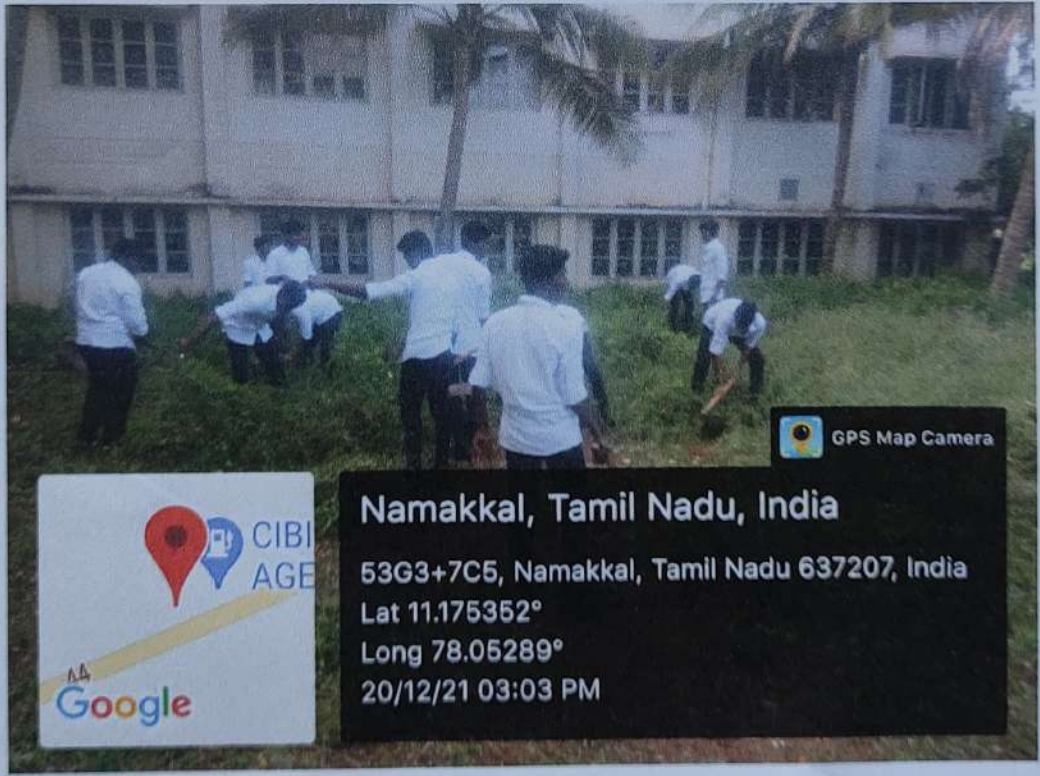 GPS Map Camera
Namakkal, Tamil Nadu, India
53G3+7C5, Namakkal, Tamil Nadu 637207, India
Lat 11.175352°
Long 78.05289°
20/12/21 03:03 PM
CIBI
AGE
Google